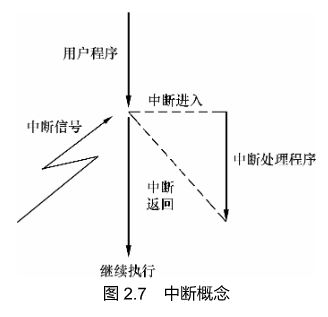 用户程序
中断进入
中断信号
中断处理程序
中断
返回
继续执行
图 2.7 中断概念